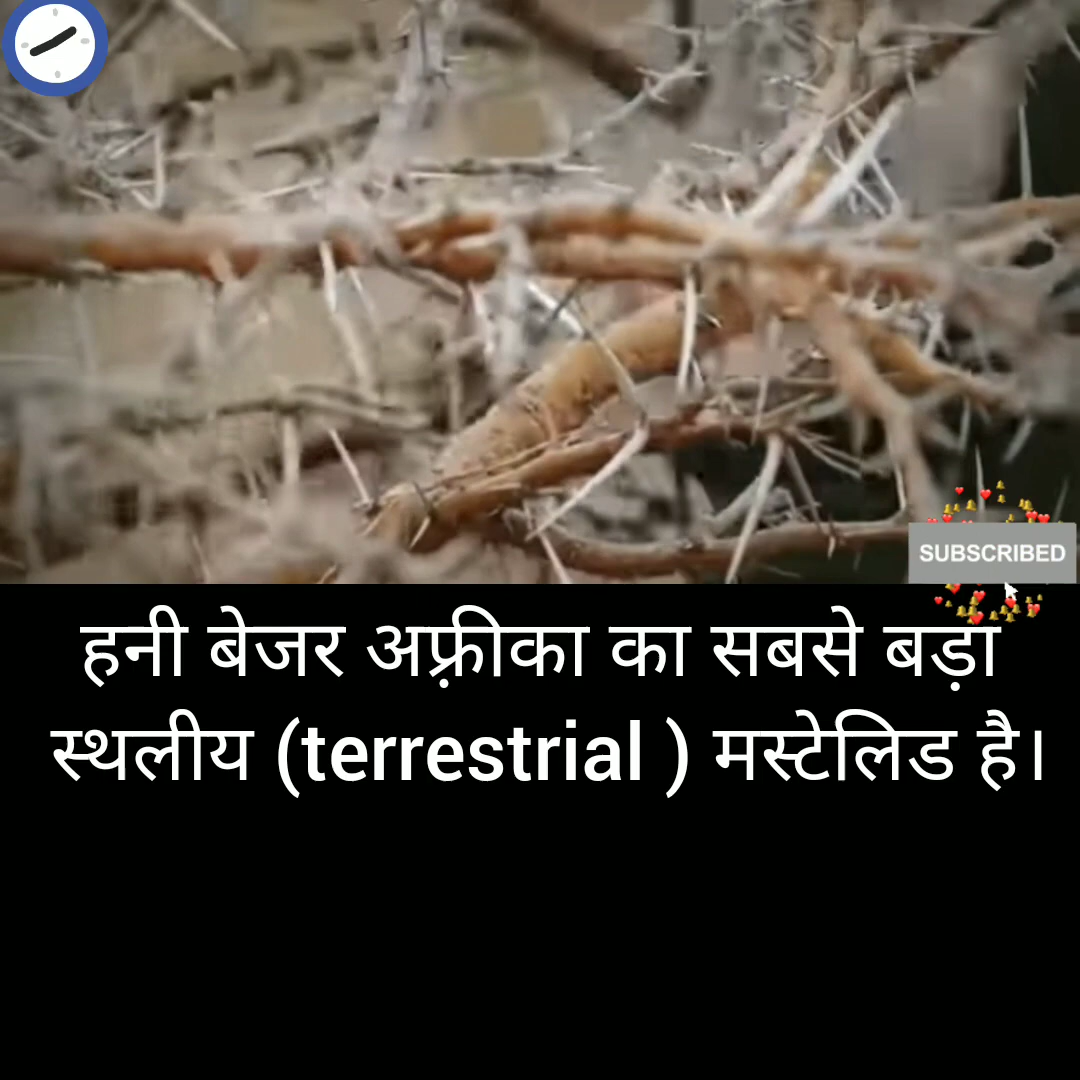 SUBSCRIBED
हनी बेजर अफ़्रीका का सबसे बड़ा
स्थलीय (terrestrial ) मस्टेलिड है।